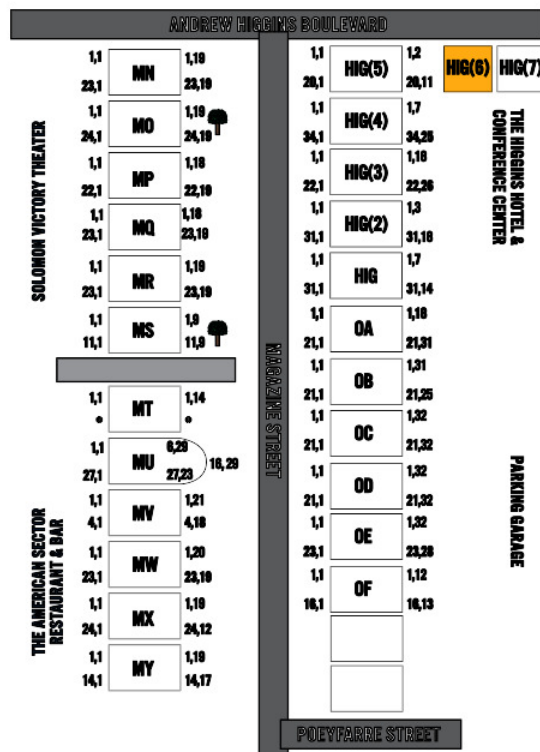 ANDREW HIGGINS BOULEVARD
1,1 MN 1,19
23,1 23,19
1,1 MO 1,19
24,1 24,19
1,1 MP 1,18
22,1 22,19
1,1 MQ 1,18
23,1 23,19
1,1 MR 1,19
23,1 23,19
1,1 MS 1,9
11,1 11,9
SOLOMON VICTORY THEATER
1,1 MT 1,14
* *
1,1 MU 6,29
27,1 27,23 16,29
1,1 MV 1,21
4,1 4,18
1,1 MW 1,20
23,1 23,19
1,1 MX 1,19
24,1 24,12
1,1 MY 1,19
14,1 14,17
THE AMERICAN SECTOR
RESTAURANT & BAR
MAGAZINE STREET
1,1 HIG(5) 1,2
20,1 20,11
HIG(6) HIG(7)
1,1 HIG(4) 1,7
34,1 34,25
1,1 HIG(3) 1,18
22,1 22,26
1,1 HIG(2) 1,3
31,1 31,16
1,1 HIG 1,7
31,1 31,14
1,1 OA 1,18
21,1 21,31
1,1 OB 1,31
21,1 21,25
1,1 OC 1,32
21,1 21,32
1,1 OD 1,32
21,1 21,32
1,1 OE 1,32
23,1 23,28
1,1 OF 1,12
16,1 16,13
THE HIGGINS HOTEL &
CONFERENCE CENTER
PARKING GARAGE
POEYFARRE STREET